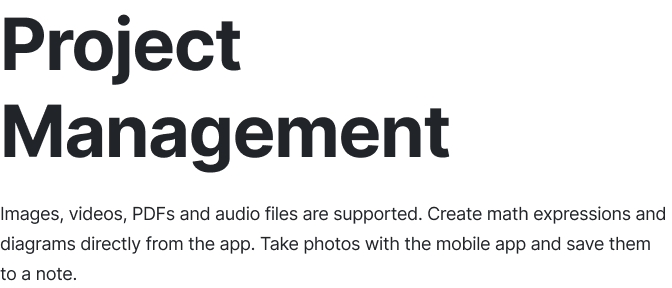 Project
Management
Images, videos, PDFs and audio files are supported. Create math expressions and
diagrams directly from the app. Take photos with the mobile app and save them
to a note.